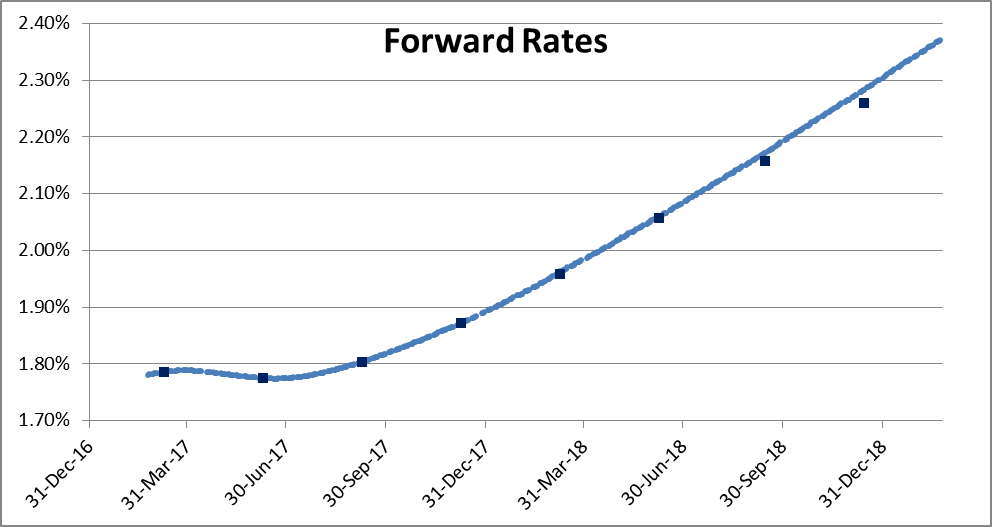 Forward Rates
2.40%
2.30%
2.20%
2.10%
2.00%
1.90%
1.80%
1.70%
31-Dec-16
31-Mar-17
30-Jun-17
30-Sep-17
31-Dec-17
31-Mar-18
30-Jun-18
30-Sep-18
31-Dec-18